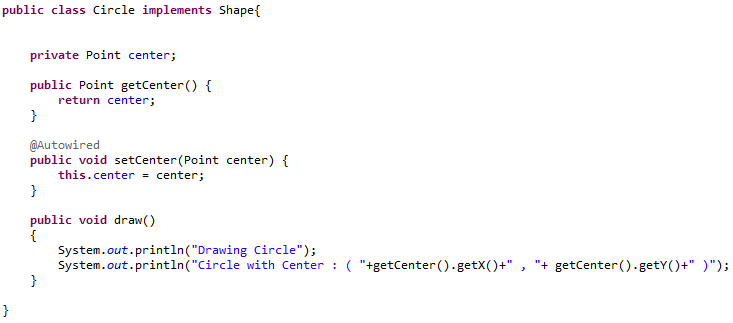 public class Circle implements Shape{
private Point center;
public Point getCenter() {
return center;
}
@Autowired
public void setCenter(Point center) {
this.center = center;
}
public void draw()
{
System.out.println("Drawing Circle");
System.out.println("Circle with Center : ( "+getCenter().getX()+" , "+ getCenter().getY()+" )");
}
}